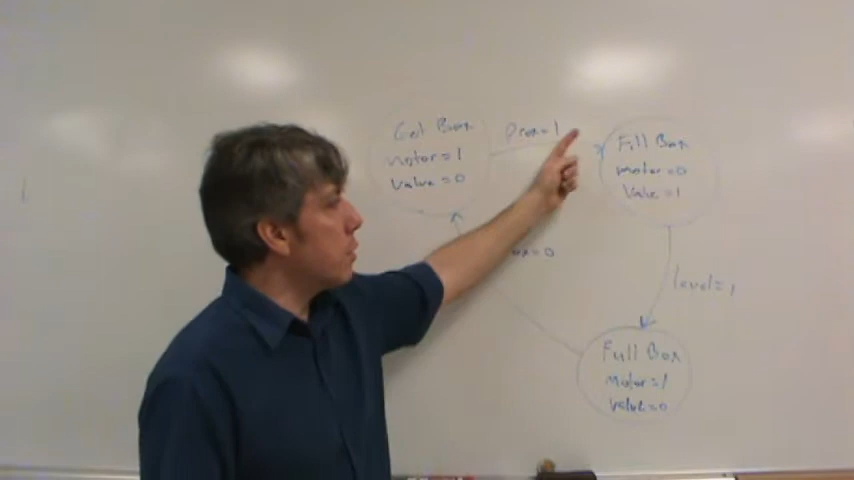 Get Box
motor=1
Valve=0
Prox=1
Fill Box
motor=0
Valve=1
=0
level=1
Full Box
motor=1
Valve=0